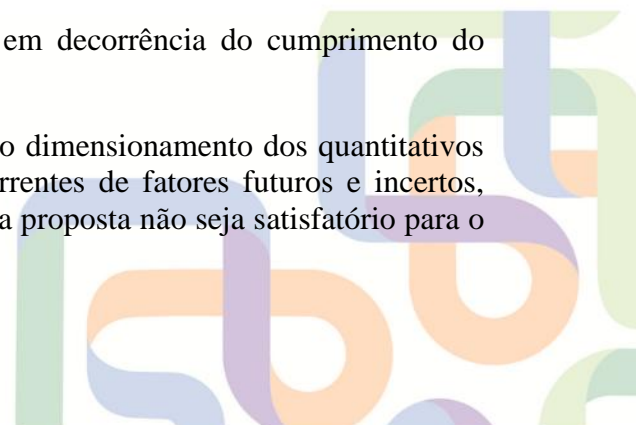 em decorrência do cumprimento do
o dimensionamento dos quantitativos
rrentes de fatores futuros e incertos,
a proposta não seja satisfatório para o